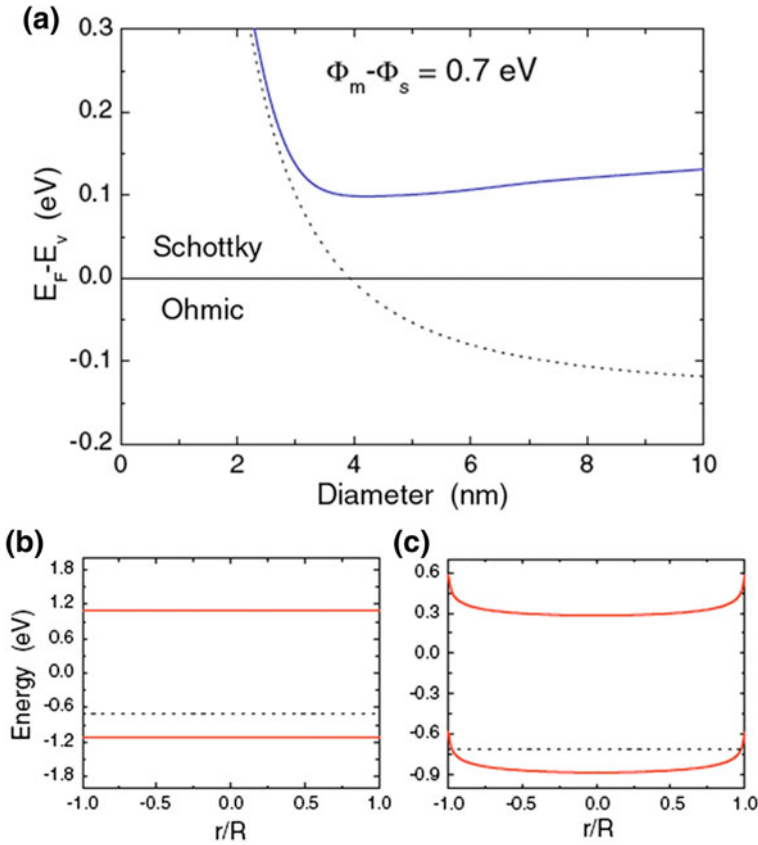 (a)
Φm-Φs = 0.7 eV
EF-Ev (eV)
0.3
0.2
0.1
0.0
-0.1
-0.2
Schottky
Ohmic
0 2 4 6 8 10
Diameter (nm)
(b)
Energy (eV)
1.8
1.2
0.6
0.0
-0.6
-1.2
-1.8
-1.0 -0.5 0.0 0.5 1.0
r/R
(c)
0.6
0.3
0.0
-0.3
-0.6
-0.9
-1.0 -0.5 0.0 0.5 1.0
r/R